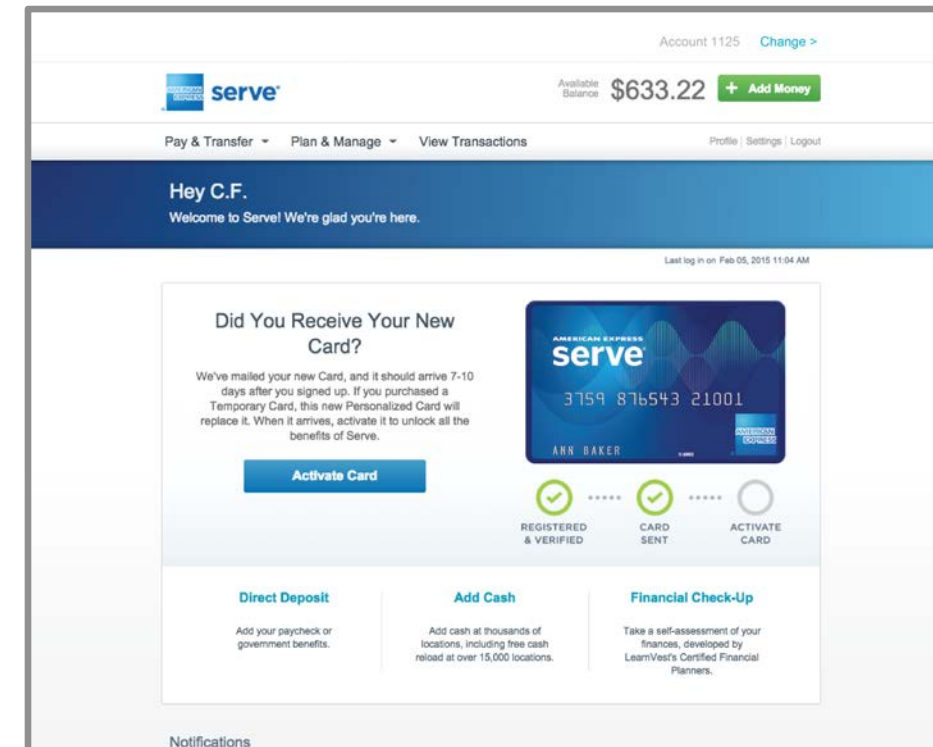 Account 1125 Change >
AMERICAN EXPRESS serve® Available Balance $633.22 + Add Money
Pay & Transfer Plan & Manage View Transactions Profile | Settings | Logout
Hey C.F.
Welcome to Serve! We're glad you're here.
Last log in on Feb 05, 2015 11:04 AM
Did You Receive Your New
Card?
We've mailed your new Card, and it should arrive 7-10
days after you signed up. If you purchased a
Temporary Card, this new Personalized Card will
replace it. When it arrives, activate it to unlock all the
benefits of Serve.
Activate Card
AMERICAN EXPRESS
serve®
3759 876543 21001
AMERICAN EXPRESS
ANN BAKER
REGISTERED
& VERIFIED
CARD
SENT
ACTIVATE
CARD
Direct Deposit
Add your paycheck or
government benefits.
Add Cash
Add cash at thousands of
locations, including free cash
reload at over 15,000 locations.
Financial Check-Up
Take a self-assessment of your
finances, developed by
LearnVest's Certified Financial
Planners.
Notifications